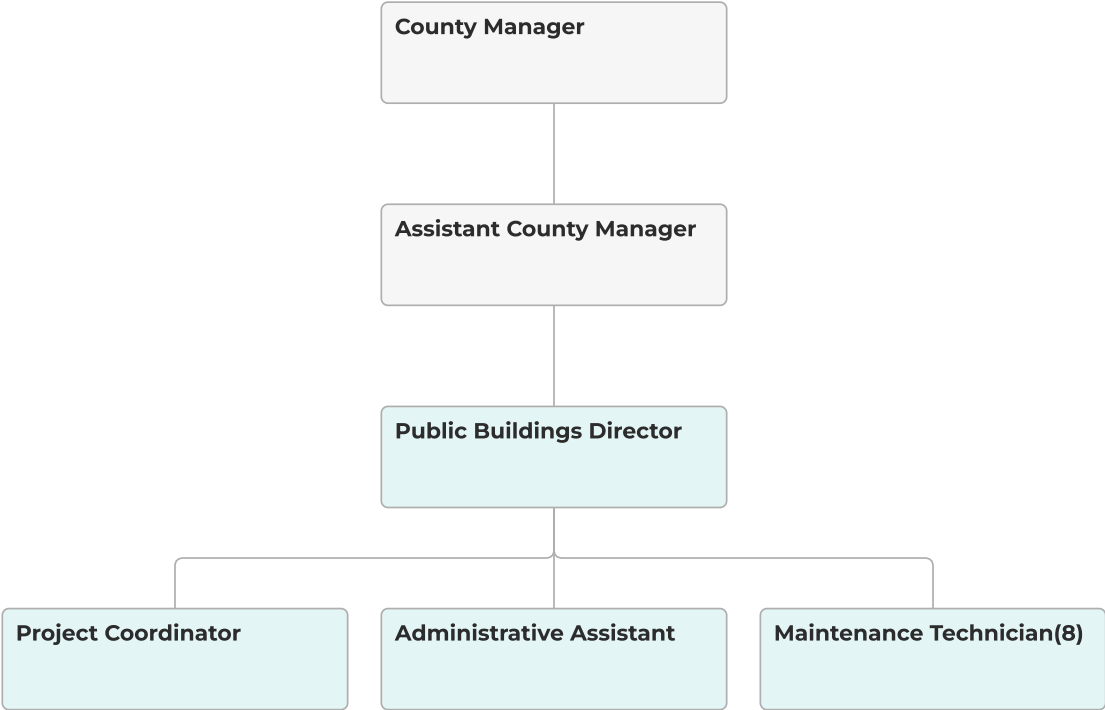 County Manager
Assistant County Manager
Public Buildings Director
Project Coordinator
Administrative Assistant
Maintenance Technician(8)